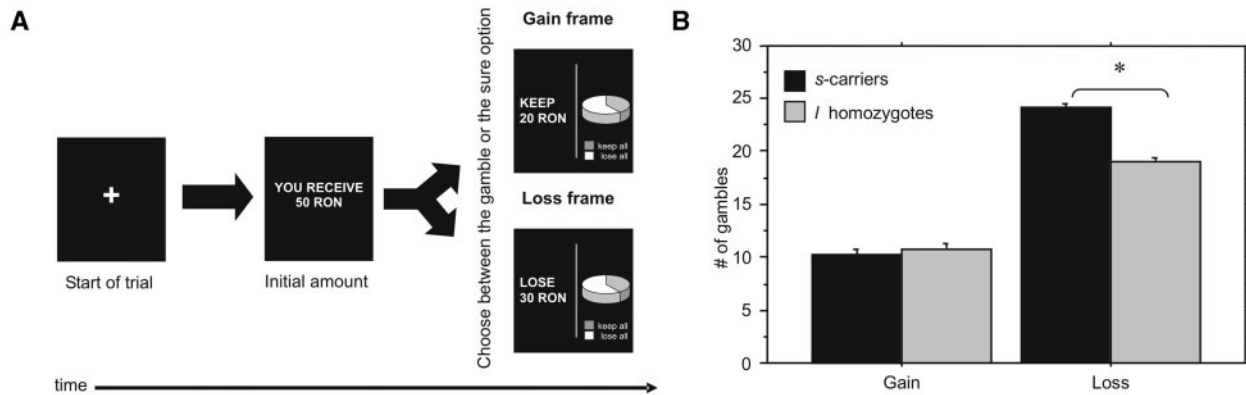 A
Gain frame
KEEP
20 RON
keep all
lose all
+
YOU RECEIVE
50 RON
Choose between the gamble or the sure option
Loss frame
LOSE
30 RON
keep all
lose all
Start of trial
Initial amount
time
B
30
25
20
15
10
5
0
# of gambles
s-carriers
l homozygotes
*
Gain
Loss